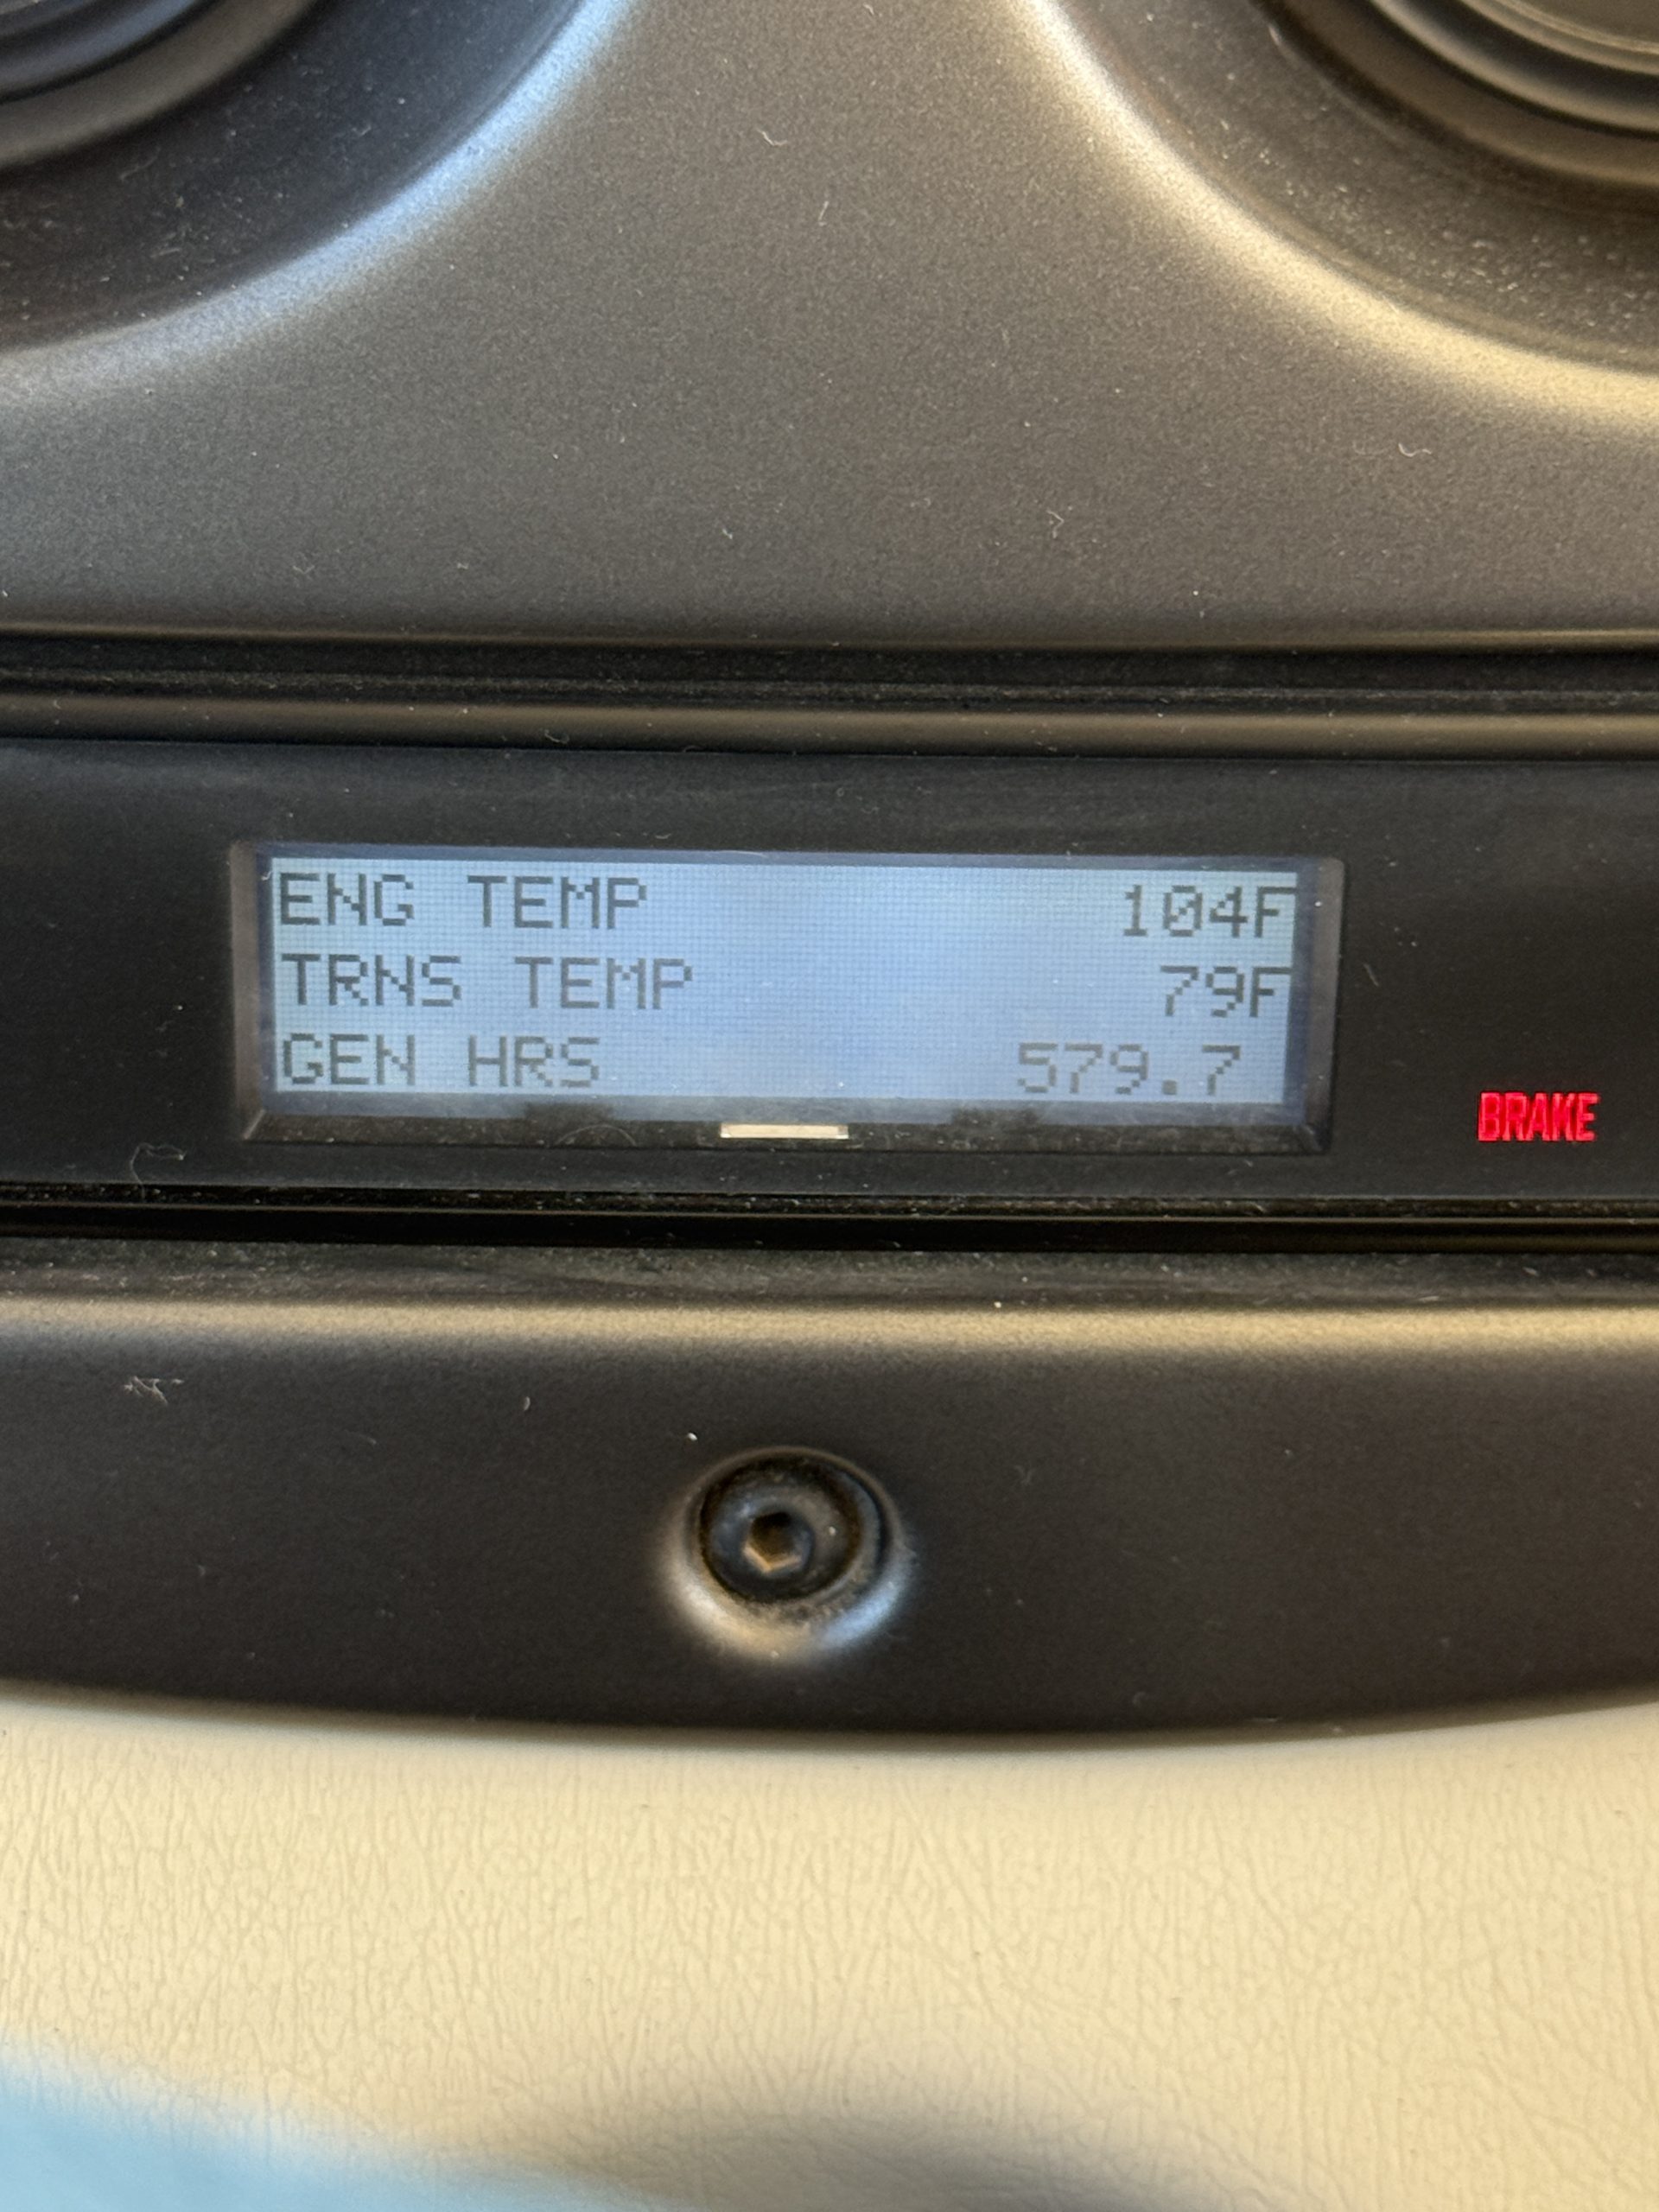 ENG TEMP 104F
TRNS TEMP 79F
GEN HRS 579.7
BRAKE